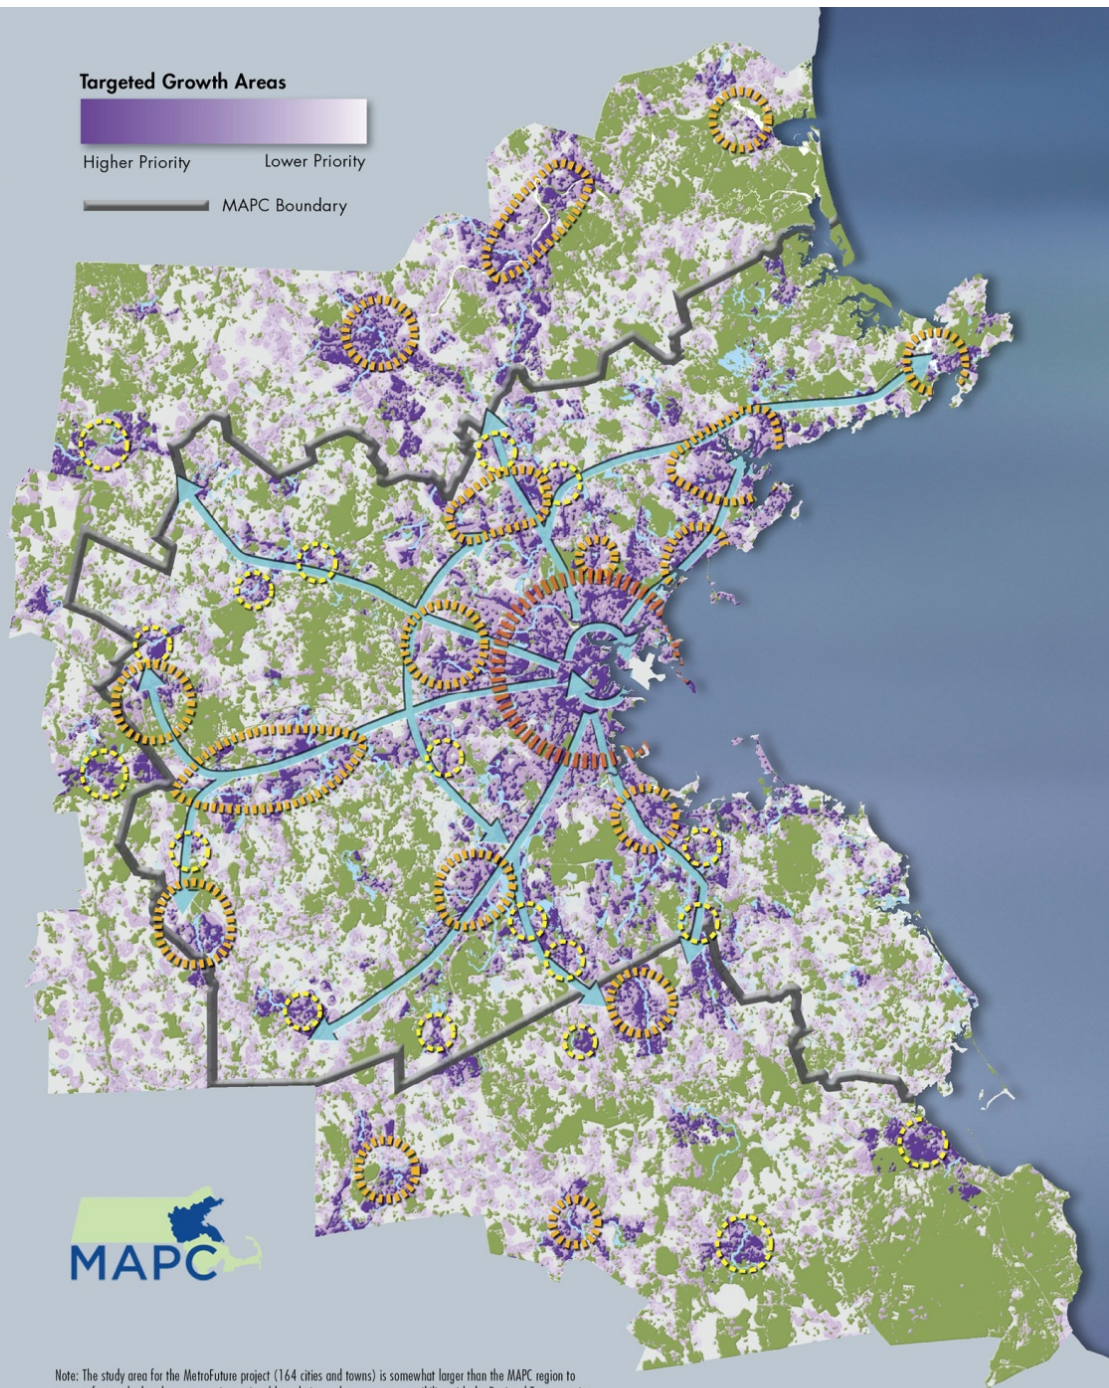 Targeted Growth Areas
Higher Priority Lower Priority
MAPC Boundary
MAPC
Note: The study area for the MetroFuture project (164 cities and towns) is somewhat larger than the MAPC region to